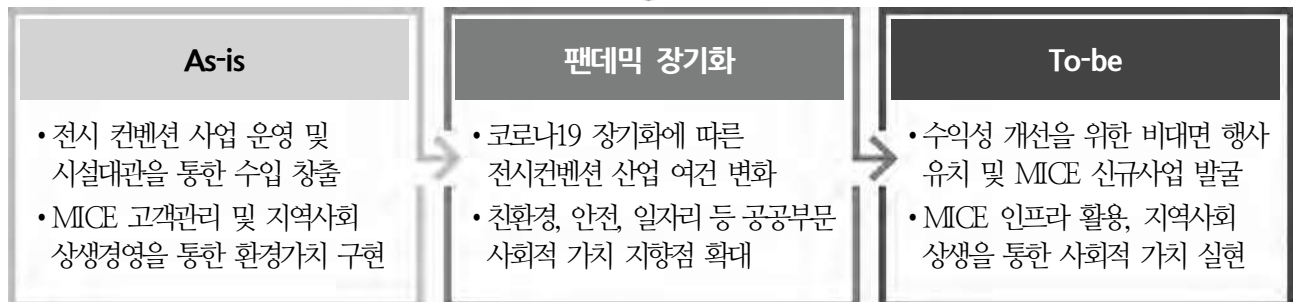 As-is
• 전시 컨벤션 사업 운영 및
시설대관을 통한 수입 창출
• MICE 고객관리 및 지역사회
상생경영을 통한 환경가치 구현
팬데믹 장기화
• 코로나19 장기화에 따른
전시컨벤션 산업 여건 변화
• 친환경, 안전, 일자리 등 공공부문
사회적 가치 지향점 확대
To-be
• 수익성 개선을 위한 비대면 행사
유치 및 MICE 신규사업 발굴
• MICE 인프라 활용, 지역사회
상생을 통한 사회적 가치 실현